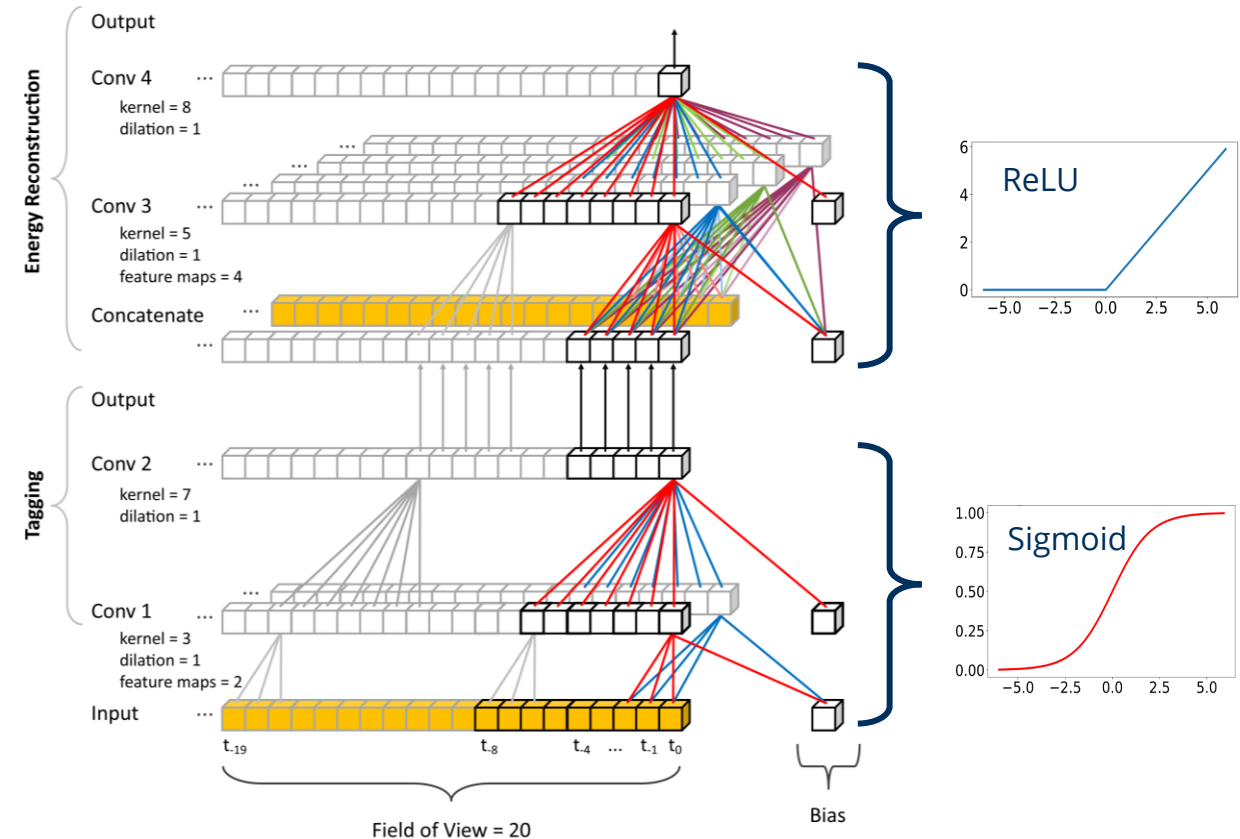 Output
Conv 4
kernel = 8
dilation = 1
...
...
...
...
Conv 3
...
kernel = 5
dilation = 1
feature maps = 4
Concatenate
...
...
Energy Reconstruction
Output
Conv 2
...
kernel = 7
dilation = 1
...
Conv 1
...
kernel = 3
dilation = 1
feature maps = 2
Tagging
Input
...
t-19
t-8
t-4
...
t-1
t0
Field of View = 20
Bias
ReLU
6
4
2
0
−5.0
−2.5
0.0
2.5
5.0
Sigmoid
1.00
0.75
0.50
0.25
0.00
−5.0
−2.5
0.0
2.5
5.0